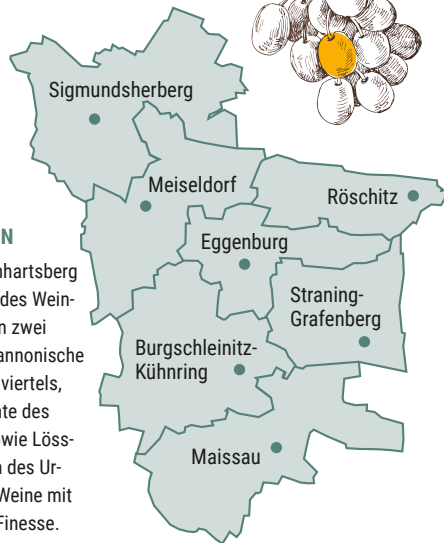 Sigmundsherberg
Meiseldorf
Röschitz
Eggenburg
Straning-
Grafenberg
Burgschleinitz-
Kühnring
Maissau
N
nhartsberg
des Wein-
n zwei
annonische
viertels,
nte des
owie Löss-
n des Ur-
Weine mit
Finesse.